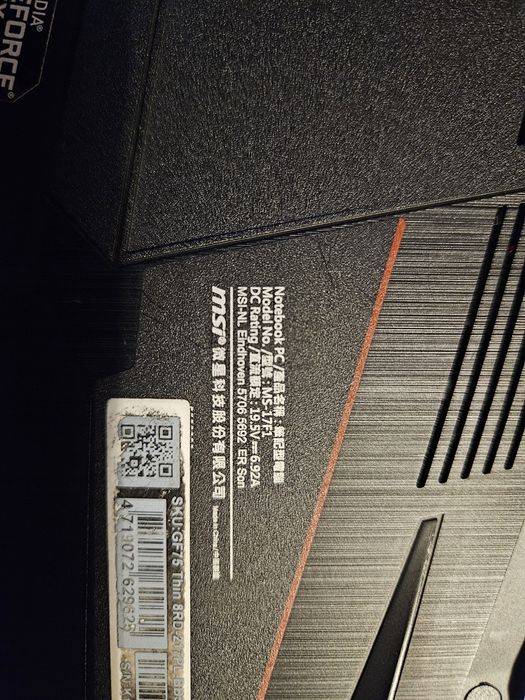 NVIDIA®
GEFORCE®
Notebook PC / 產品名稱 : 筆記型電腦
Model No. / 型號 : MS-17F1
DC Rating / 直流額定 : 19.5V⎓6.92A
MSI-NL Eindhoven 5706 5692 ER Son
msi® 微星科技股份有限公司
SKU:GF75 Thin 8RD
4 719072 629625